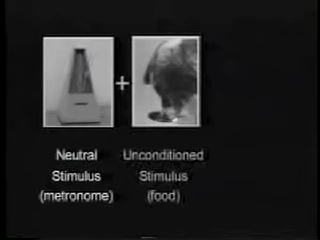 +
Neutral Unconditioned
Stimulus Stimulus
(metronome) (food)